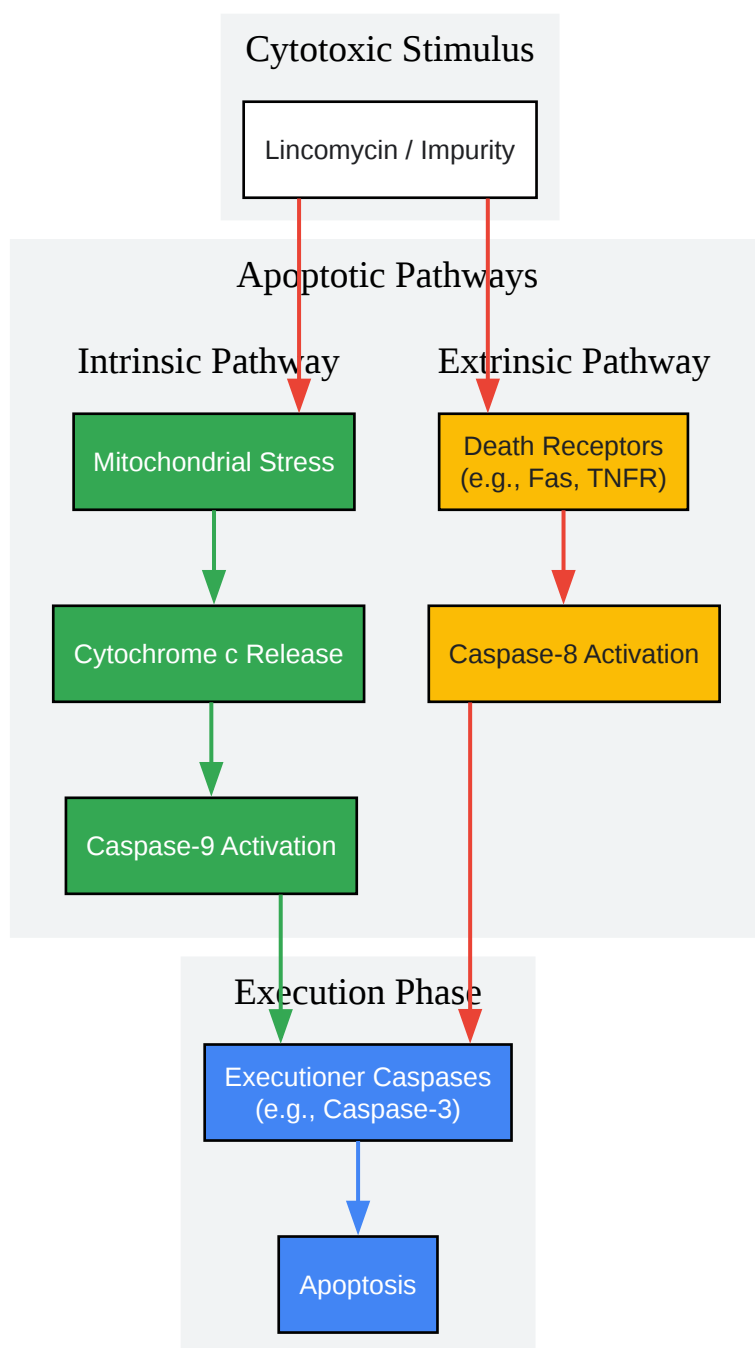 Cytotoxic Stimulus
Lincomycin / Impurity
Apoptotic Pathways
Intrinsic Pathway
Extrinsic Pathway
Mitochondrial Stress
Death Receptors
(e.g., Fas, TNFR)
Cytochrome c Release
Caspase-8 Activation
Caspase-9 Activation
Execution Phase
Executioner Caspases
(e.g., Caspase-3)
Apoptosis